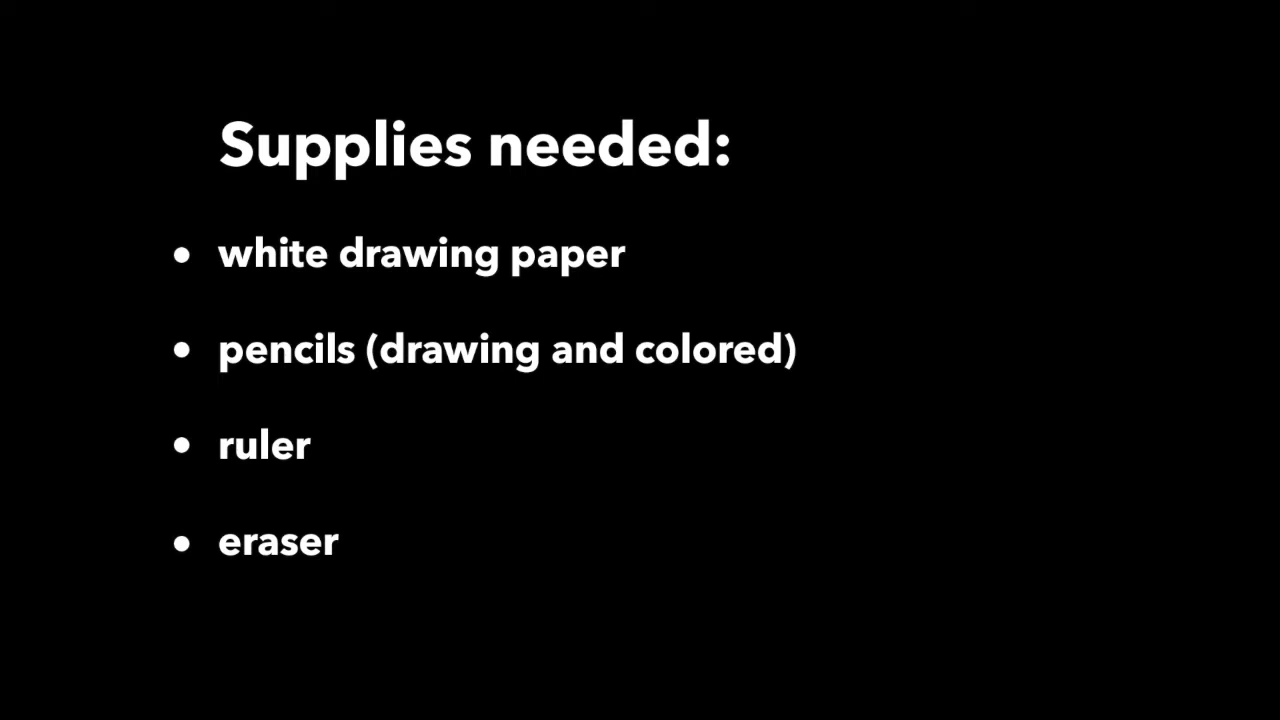 Supplies needed:
• white drawing paper
• pencils (drawing and colored)
• ruler
• eraser